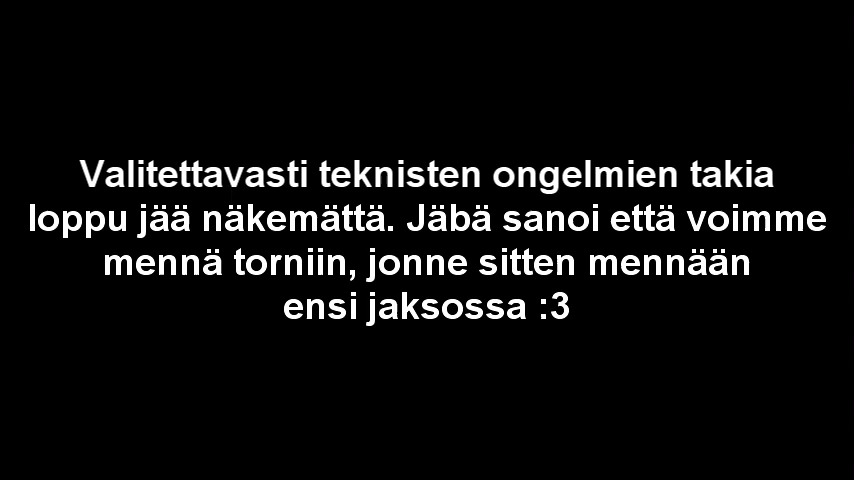 Valitettavasti teknisten ongelmien takia
loppu jää näkemättä. Jäbä sanoi että voimme
mennä torniin, jonne sitten mennään
ensi jaksossa :3